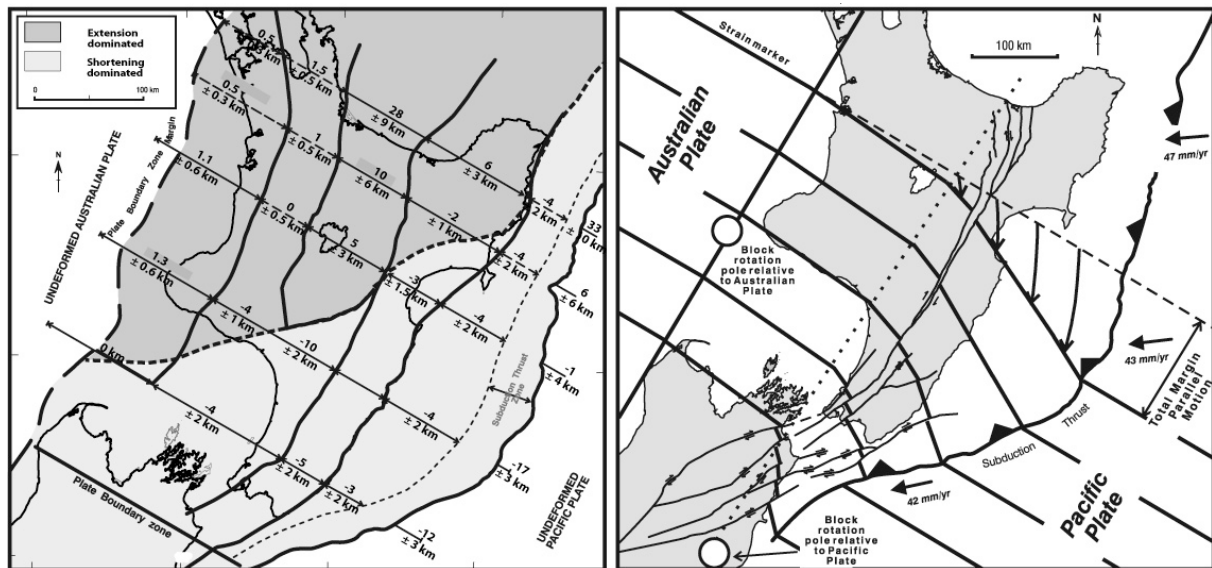 Extension
dominated
Shortening
dominated
0
100 km
N
UNDEFORMED AUSTRALIAN PLATE
Plate Boundary Zone Margin
0.5
± 0.3 km
1.5
± 0.5 km
28
± 9 km
6
± 3 km
-4
± 2 km
33
0.5
± 0.3 km
1
± 0.5 km
10
± 6 km
-2
± 1 km
-4
± 2 km
6
± 6 km
1.1
± 0.6 km
0
± 0.5 km
5
± 3 km
-3
± 1.5 km
-4
± 2 km
-1
± 4 km
1.3
± 0.6 km
-4
± 1 km
-10
± 2 km
-4
± 2 km
-17
± 3 km
0 km
-4
± 2 km
-5
± 2 km
-3
± 2 km
-12
± 3 km
Subduction Thrust
Zone
Plate Boundary zone
UNDEFORMED
PACIFIC PLATE
Strain marker
100 km
N
Australian
Plate
47 mm/yr
Block
rotation
pole relative
to Australian
Plate
43 mm/yr
Total Margin
Parallel
Motion
Subduction Thrust
42 mm/yr
Block
rotation
pole relative
to Pacific
Plate
Pacific
Plate